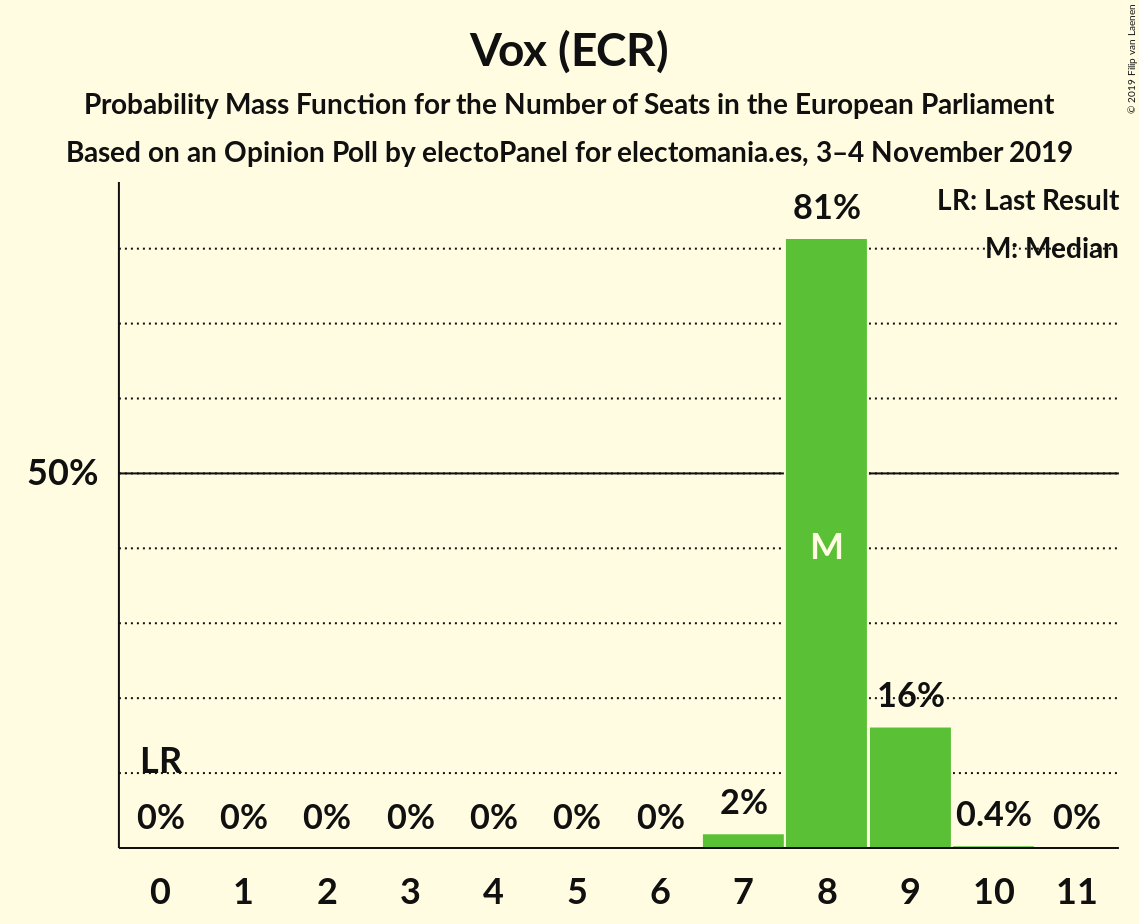 Vox (ECR)
Probability Mass Function for the Number of Seats in the European Parliament
Based on an Opinion Poll by electoPanel for electomania.es, 3–4 November 2019
© 2019 Filip van Laenen
LR: Last Result
M: Median
81%
50%
M
16%
LR
0% 0% 0% 0% 0% 0% 0% 2% 0.4% 0%
0 1 2 3 4 5 6 7 8 9 10 11